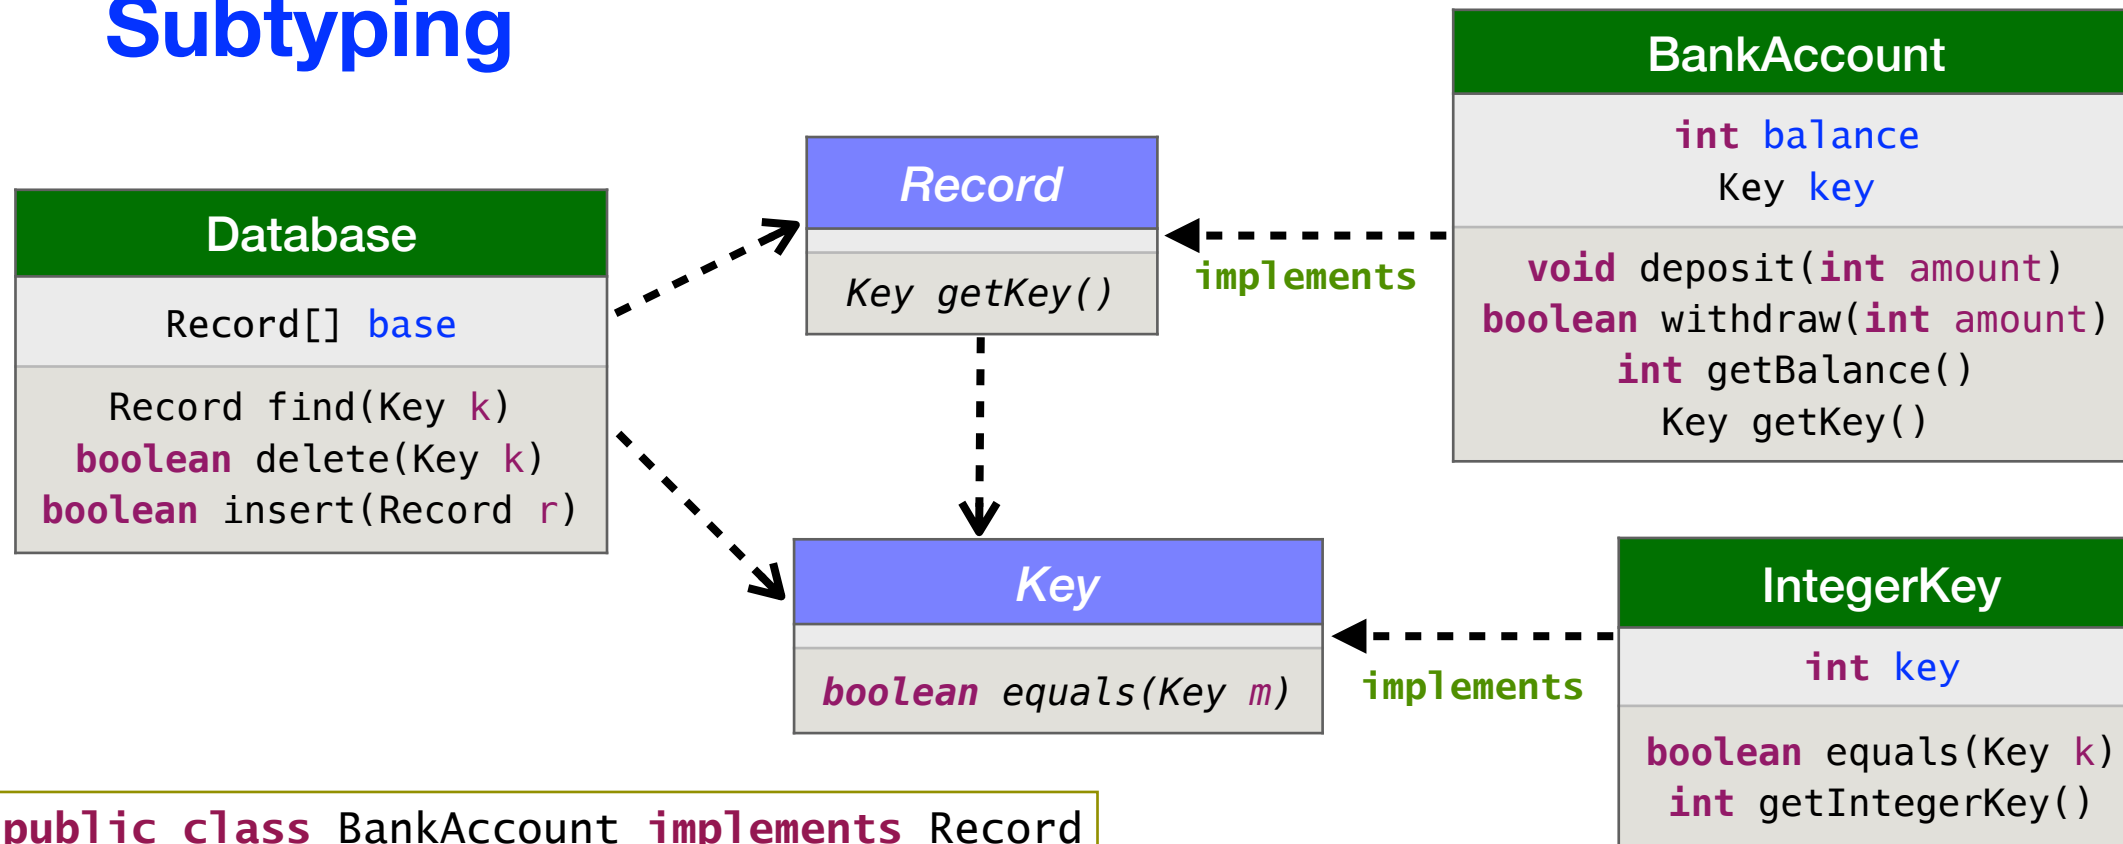 Subtyping
Database
Record[] base
Record find(Key k)
boolean delete(Key k)
boolean insert(Record r)
Record
Key getKey()
implements
BankAccount
int balance
Key key
void deposit(int amount)
boolean withdraw(int amount)
int getBalance()
Key getKey()
Key
boolean equals(Key m)
implements
IntegerKey
int key
boolean equals(Key k)
int getIntegerKey()
public class BankAccount implements Record